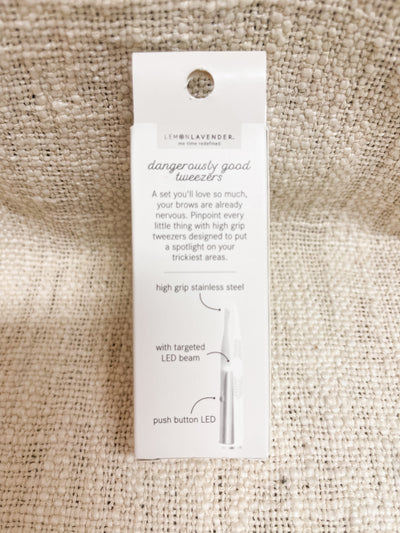 LEMONLAVENDER.
me time redefined
dangerously good
tweezers
A set you'll love so much,
your brows are already
nervous. Pinpoint every
little thing with high grip
tweezers designed to put
a spotlight on your
trickiest areas.
high grip stainless steel
with targeted
LED beam
push button LED